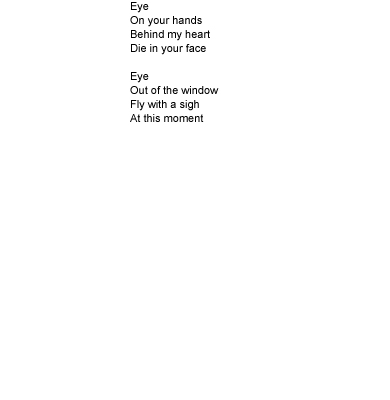 Eye
On your hands
Behind my heart
Die in your face

Eye
Out of the window
Fly with a sigh
At this moment